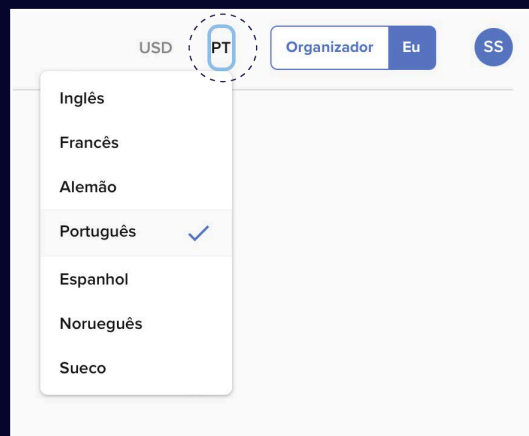 USD PT Organizador Eu SS
Inglês
Francês
Alemão
Português
Espanhol
Norueguês
Sueco